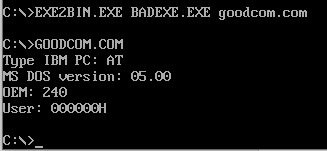 C:\>EXE2BIN.EXE BADEXE.EXE goodcom.com
C:\>GOODCOM.COM
Type IBM PC: AT
MS DOS version: 05.00
OEM: 240
User: 000000H
C:\>_